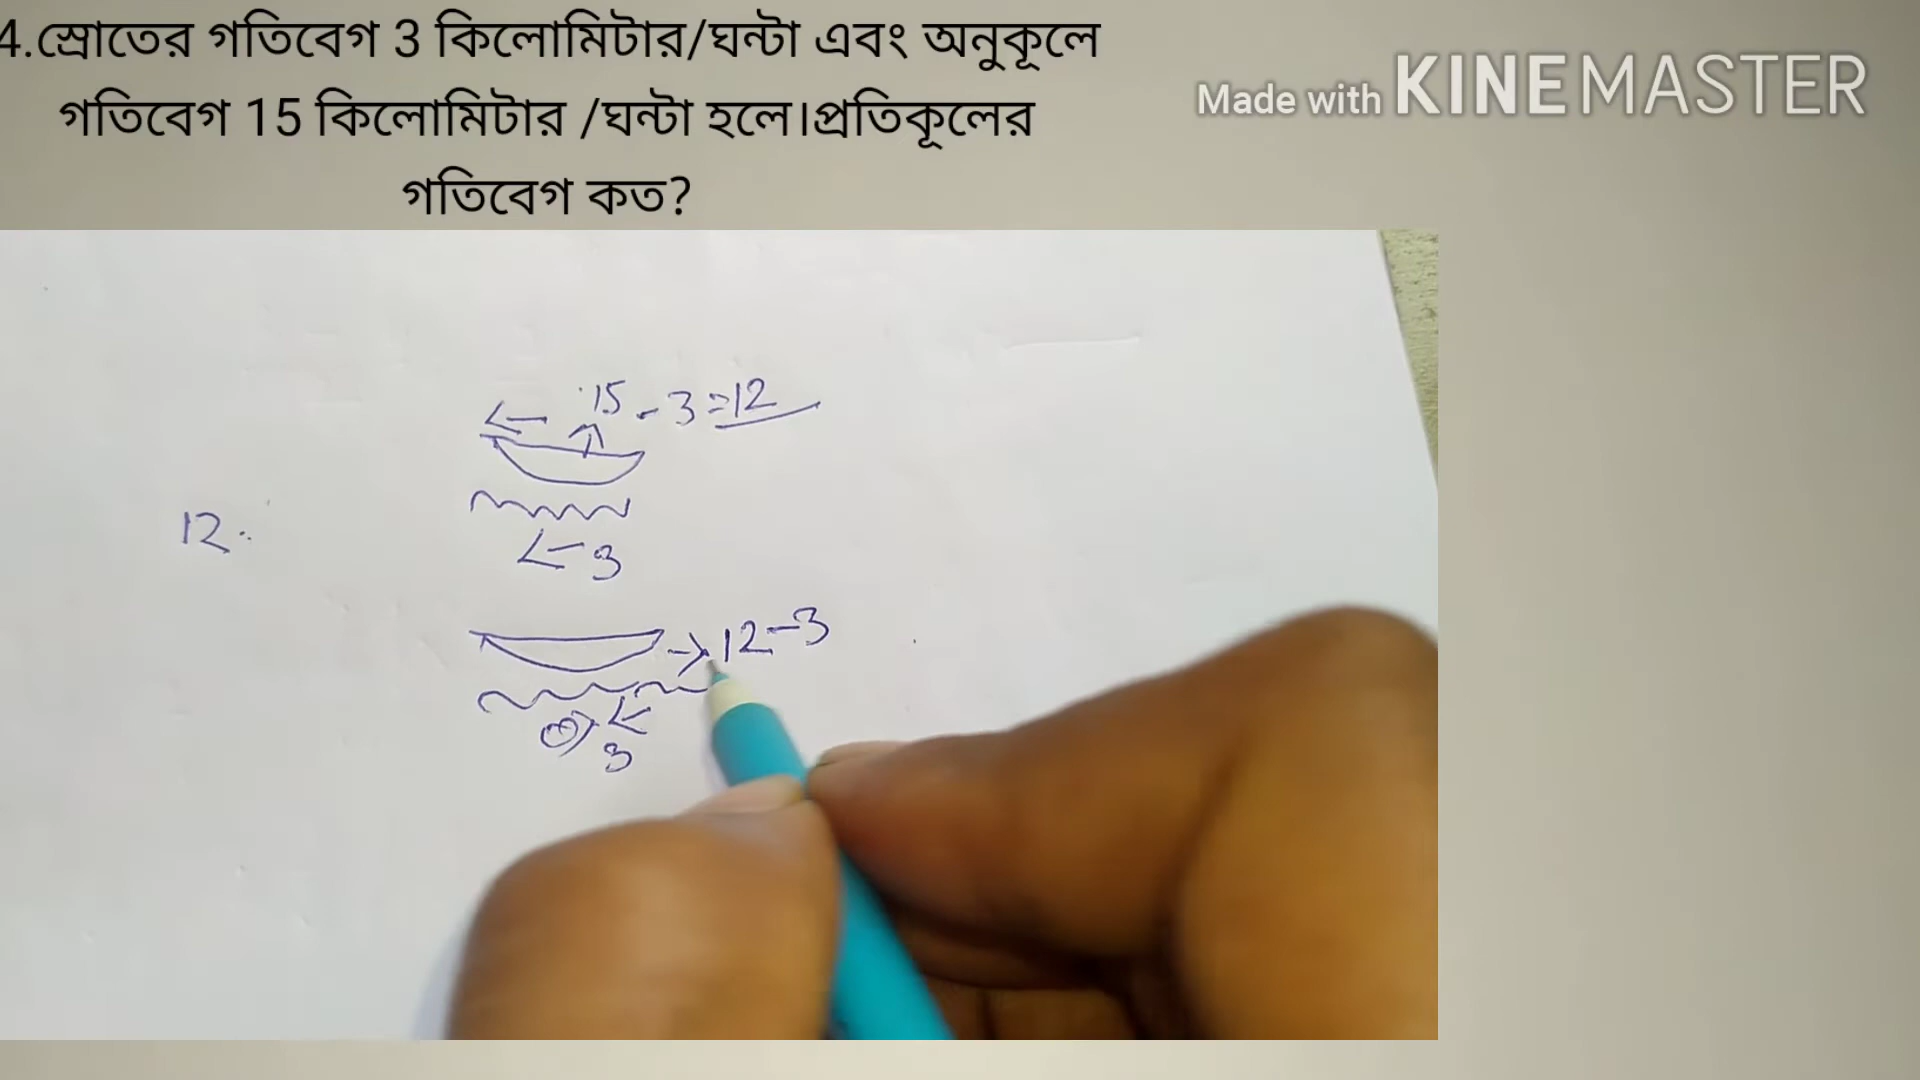 4.স্রোতের গতিবেগ 3 কিলোমিটার/ঘন্টা এবং অনুকূলে
গতিবেগ 15 কিলোমিটার /ঘন্টা হলে।প্রতিকূলের
গতিবেগ কত?
Made with KINEMASTER
15 - 3 = 12
12
← 3
→ 12 - 3
←
3